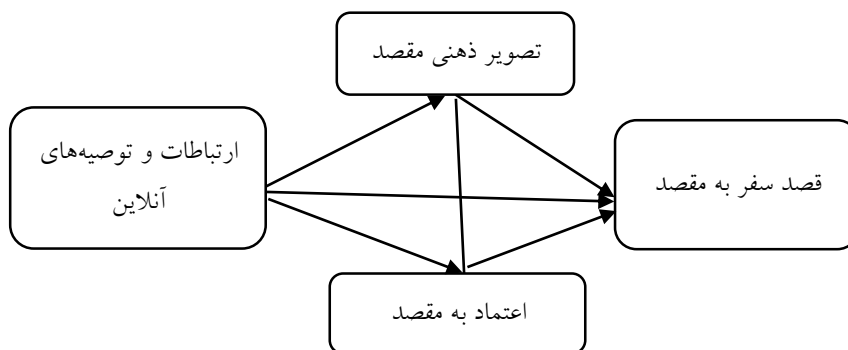 تصویر ذهنی مقصد
ارتباطات و توصیه‌های
آنلاین
قصد سفر به مقصد
اعتماد به مقصد